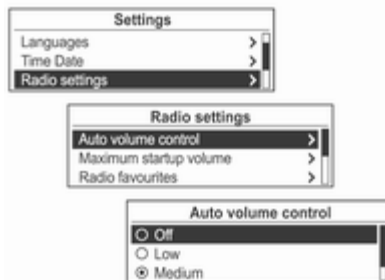 Settings
Languages
Time Date
Radio settings
Radio settings
Auto volume control
Maximum startup volume
Radio favourites
Auto volume control
Off
Low
Medium